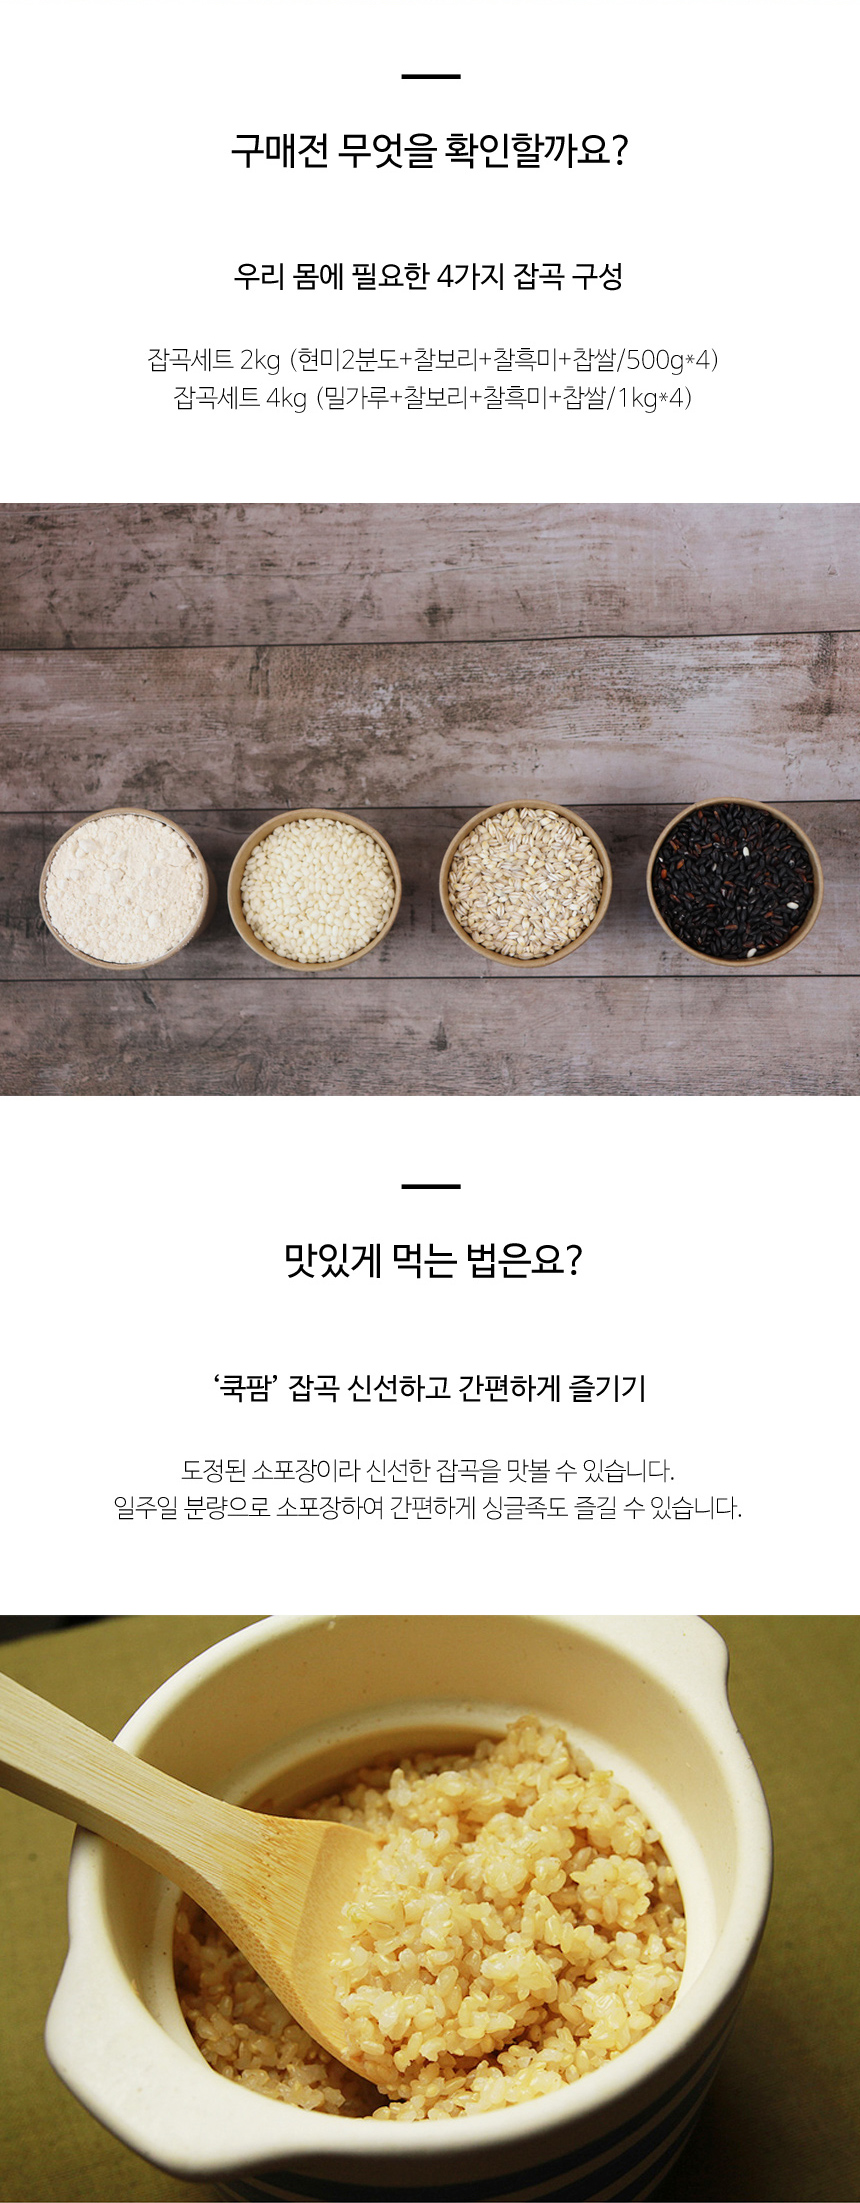 구매전 무엇을 확인할까요?
우리 몸에 필요한 4가지 잡곡 구성
잡곡세트 2kg (현미2분도+찰보리+찰흑미+찹쌀/500g*4)
잡곡세트 4kg (밀가루+찰보리+찰흑미+찹쌀/1kg*4)
맛있게 먹는 법은요?
‘쿡팜’ 잡곡 신선하고 간편하게 즐기기
도정된 소포장이라 신선한 잡곡을 맛볼 수 있습니다.
일주일 분량으로 소포장하여 간편하게 싱글족도 즐길 수 있습니다.